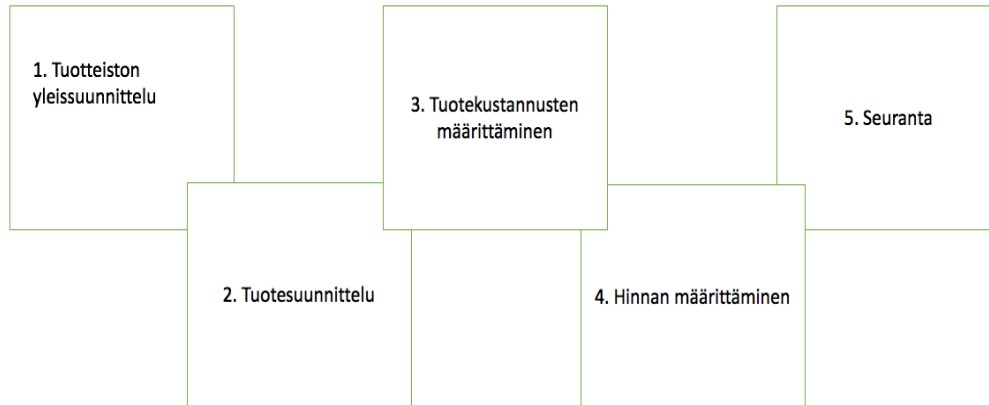 1. Tuotteiston
yleissuunnittelu
2. Tuotesuunnittelu
3. Tuotekustannusten
määrittäminen
4. Hinnan määrittäminen
5. Seuranta